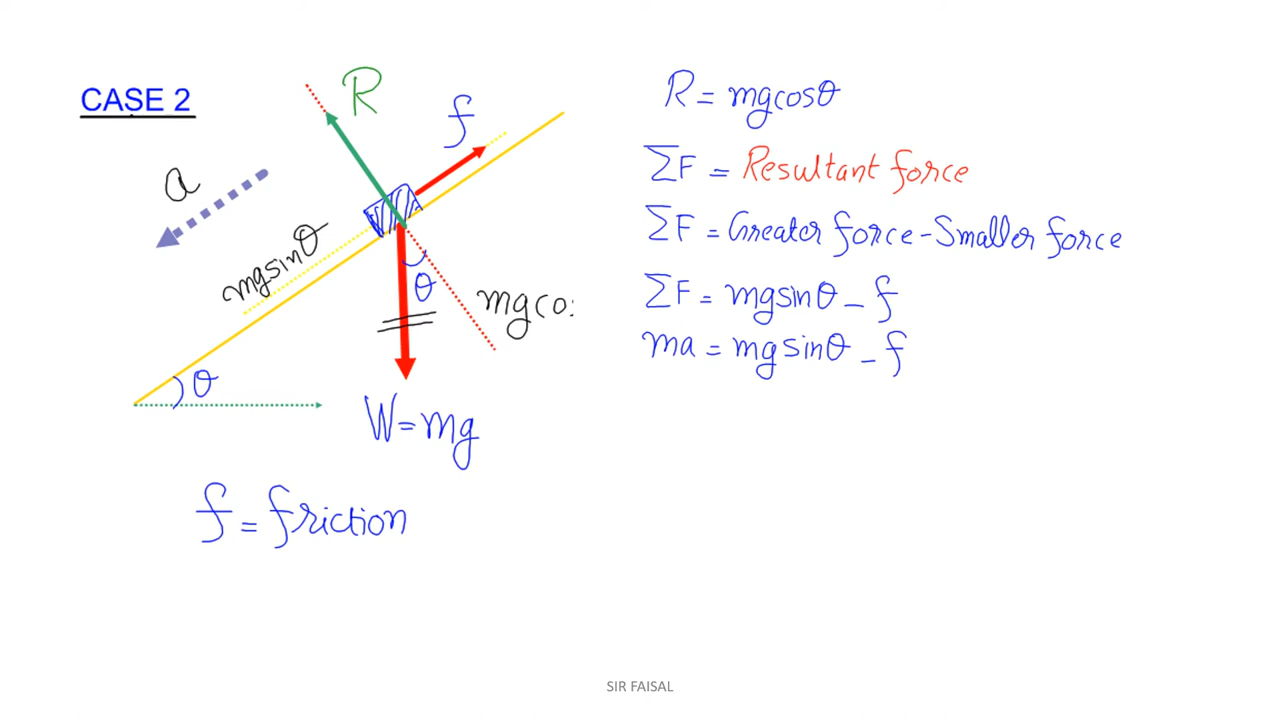 CASE 2
R
f
a
mgsinθ
θ
mgco
θ
W=mg
f = friction
R = mgcosθ
ΣF = Resultant force
ΣF = Greater force-Smaller force
ΣF = mgsinθ - f
ma = mgsinθ - f
SIR FAISAL